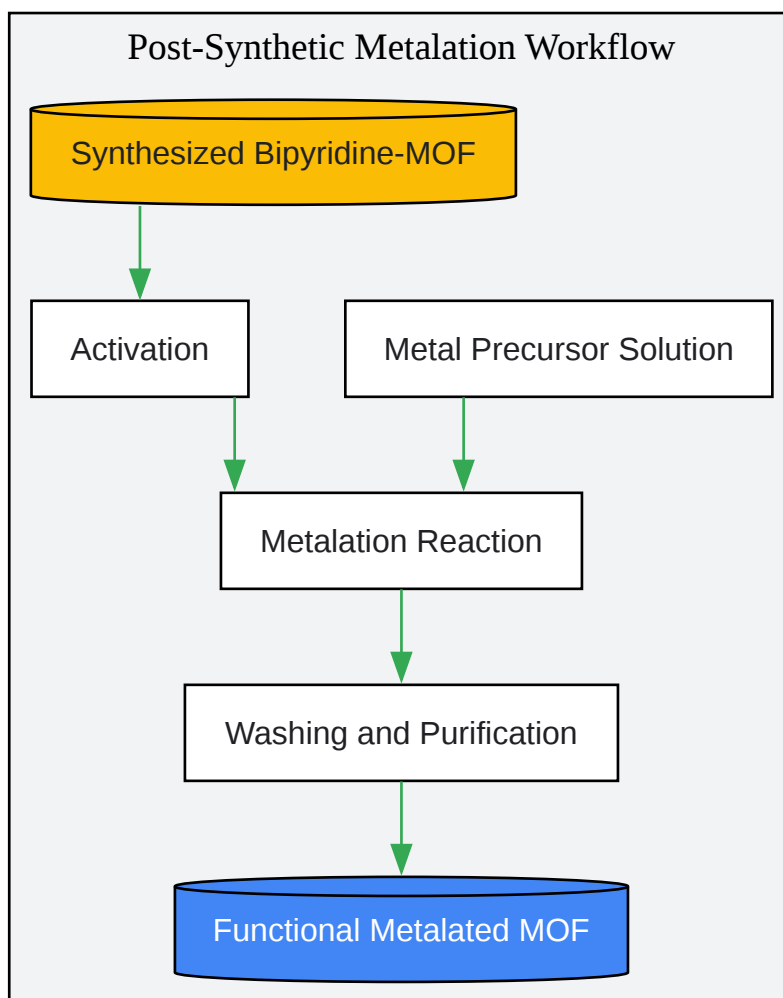 Post-Synthetic Metalation Workflow
Synthesized Bipyridine-MOF
Activation
Metal Precursor Solution
Metalation Reaction
Washing and Purification
Functional Metalated MOF